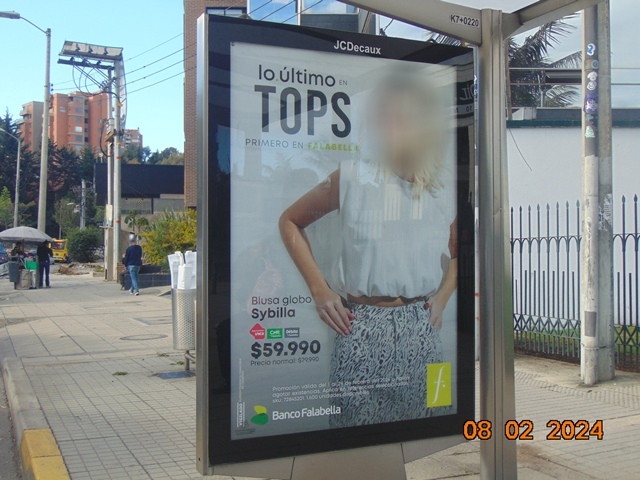 K7+0220
JCDecaux
lo último EN
TOPS
PRIMERO EN FALABELLA
Blusa globo
Sybilla
$59.990
Precio normal: $79.990
f
Banco Falabella
08 02 2024